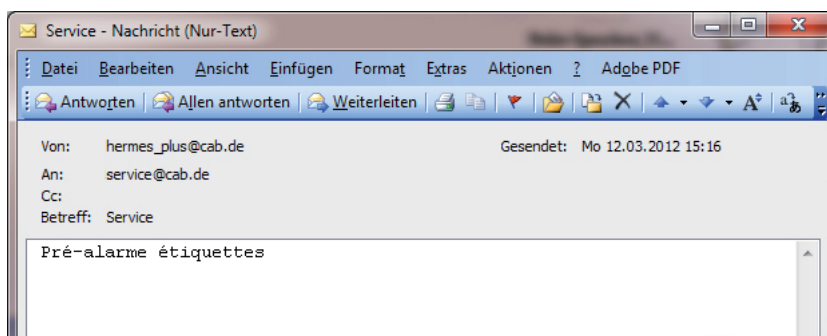 Service - Nachricht (Nur-Text)
Datei Bearbeiten Ansicht Einfügen Format Extras Aktionen ? Adobe PDF
Antworten Allen antworten Weiterleiten
Von: hermes_plus@cab.de Gesendet: Mo 12.03.2012 15:16
An: service@cab.de
Cc:
Betreff: Service
Pré-alarme étiquettes